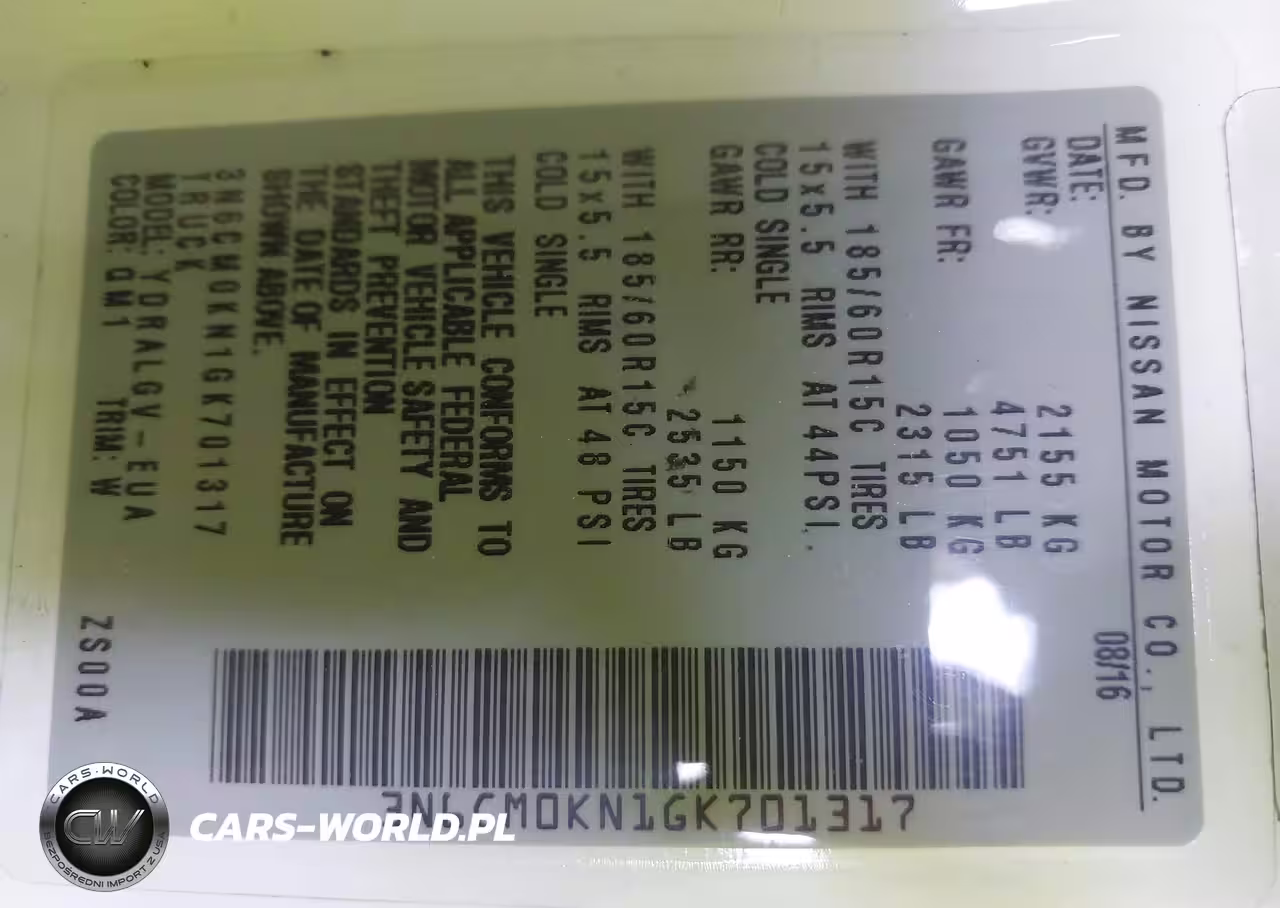 MFD. BY NISSAN MOTOR CO., LTD.
DATE: 08/16
GVWR: 2155 KG
4751 LB
GAWR FR: 1050 KG
2315 LB
WITH 185/60R15C TIRES
15x5.5 RIMS AT 44PSI.
COLD SINGLE
GAWR RR: 1150 KG
2535 LB
WITH 185/60R15C TIRES
15x5.5 RIMS AT 48 PSI
COLD SINGLE
THIS VEHICLE CONFORMS TO
ALL APPLICABLE FEDERAL
MOTOR VEHICLE SAFETY AND
THEFT PREVENTION
STANDARDS IN EFFECT ON
THE DATE OF MANUFACTURE
SHOWN ABOVE.
3N6CM0KN1GK701317
TRUCK
MODEL: YDRALGV-EUA
COLOR: QM1 TRIM: W ZS00A
3N6CM0KN1GK701317
CARS-WORLD
CW
BEZPOŚREDNI IMPORT Z USA
CARS-WORLD.PL